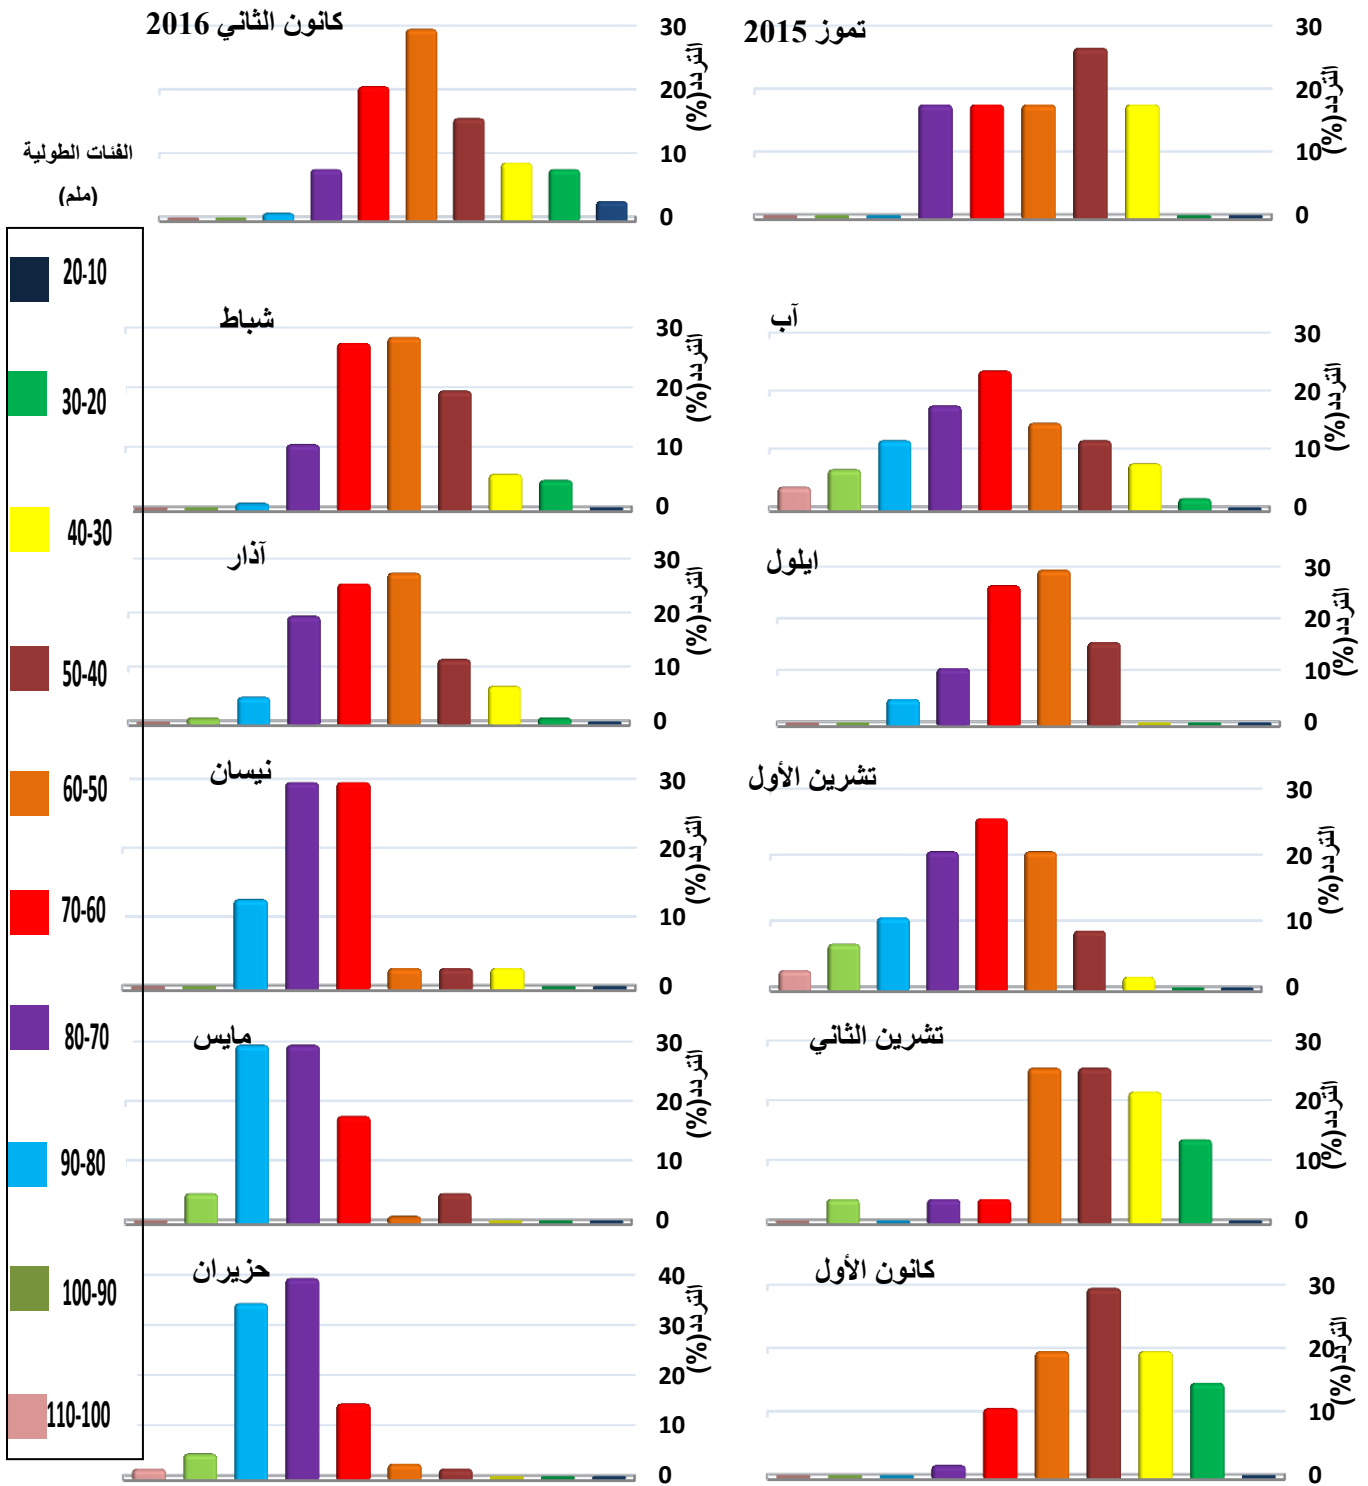 تموز 2015
30
20
10
0
التردد(%)
كانون الثاني 2016
30
20
10
0
التردد(%)
الفئات الطولية
(ملم)
20-10
30-20
40-30
50-40
60-50
70-60
80-70
90-80
100-90
110-100
آب
30
20
10
0
التردد(%)
شباط
30
20
10
0
التردد(%)
ايلول
30
20
10
0
التردد(%)
آذار
30
20
10
0
التردد(%)
تشرين الأول
30
20
10
0
التردد(%)
نيسان
30
20
10
0
التردد(%)
تشرين الثاني
30
20
10
0
التردد(%)
مايس
30
20
10
0
التردد(%)
كانون الأول
30
20
10
0
التردد(%)
حزيران
40
30
20
10
0
التردد(%)